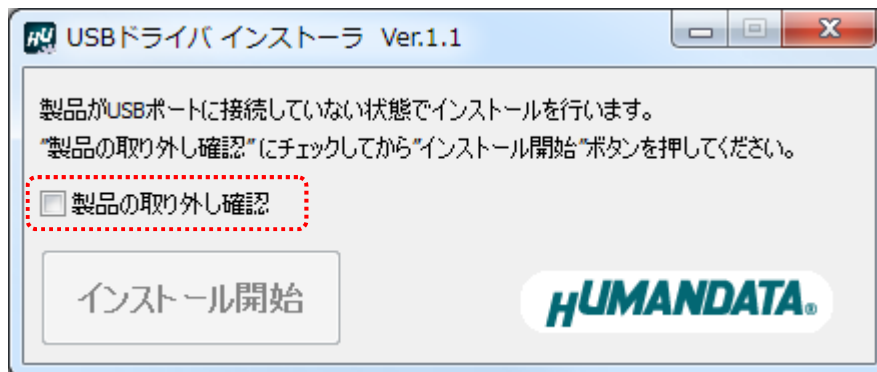 HU USBドライバ インストーラ Ver.1.1
製品がUSBポートに接続していない状態でインストールを行います。
"製品の取り外し確認"にチェックしてから"インストール開始"ボタンを押してください。
製品の取り外し確認
インストール開始
HUMANDATA®